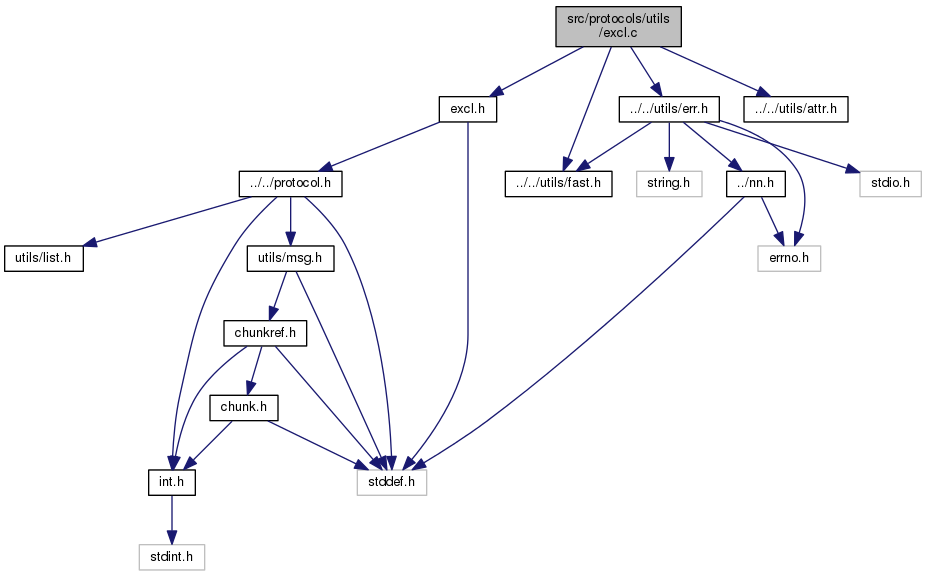 src/protocols/utils
/excl.c
excl.h
../../utils/err.h
../../utils/attr.h
../../protocol.h
../../utils/fast.h
string.h
../nn.h
stdio.h
utils/list.h
utils/msg.h
errno.h
chunkref.h
chunk.h
int.h
stddef.h
stdint.h